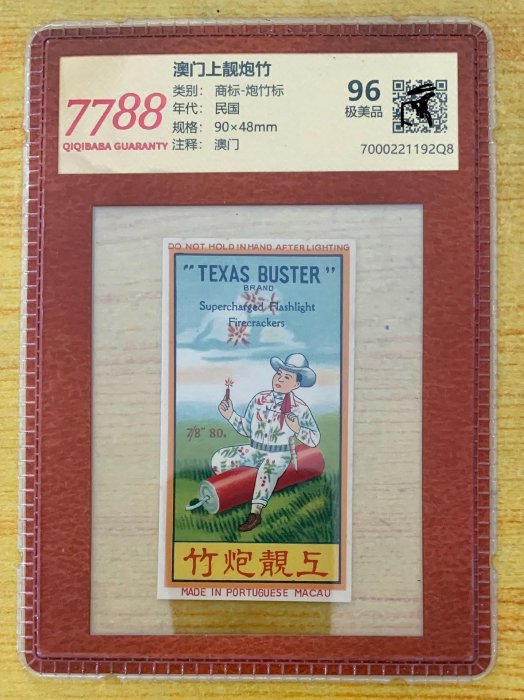 澳门上靓炮竹
类别： 商标-炮竹标
年代： 民国
规格： 90×48mm
注释： 澳门
7788
QIQIBABA GUARANTY
96
极美品
7000221192Q8
DO NOT HOLD IN HAND AFTER LIGHTING
"TEXAS BUSTER"
BRAND
Supercharged Flashlight
Firecrackers
7/8" 80.
竹炮靚上
MADE IN PORTUGUESE MACAU